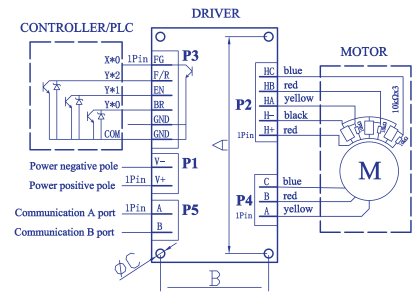 DRIVER
CONTROLLER/PLC
MOTOR
X*0 1Pin FG P3
Y*2 F/R
Y*1 EN
Y*0 BR
GND
COM GND
HC blue
HB red
P2 HA yellow
H- black
1Pin H+ red
10kΩx3
A
M
Power negative pole V- P1
Power positive pole 1Pin V+
C blue
P4 B red
1Pin A yellow
Communication A port 1Pin A P5
Communication B port B
ϕC
B